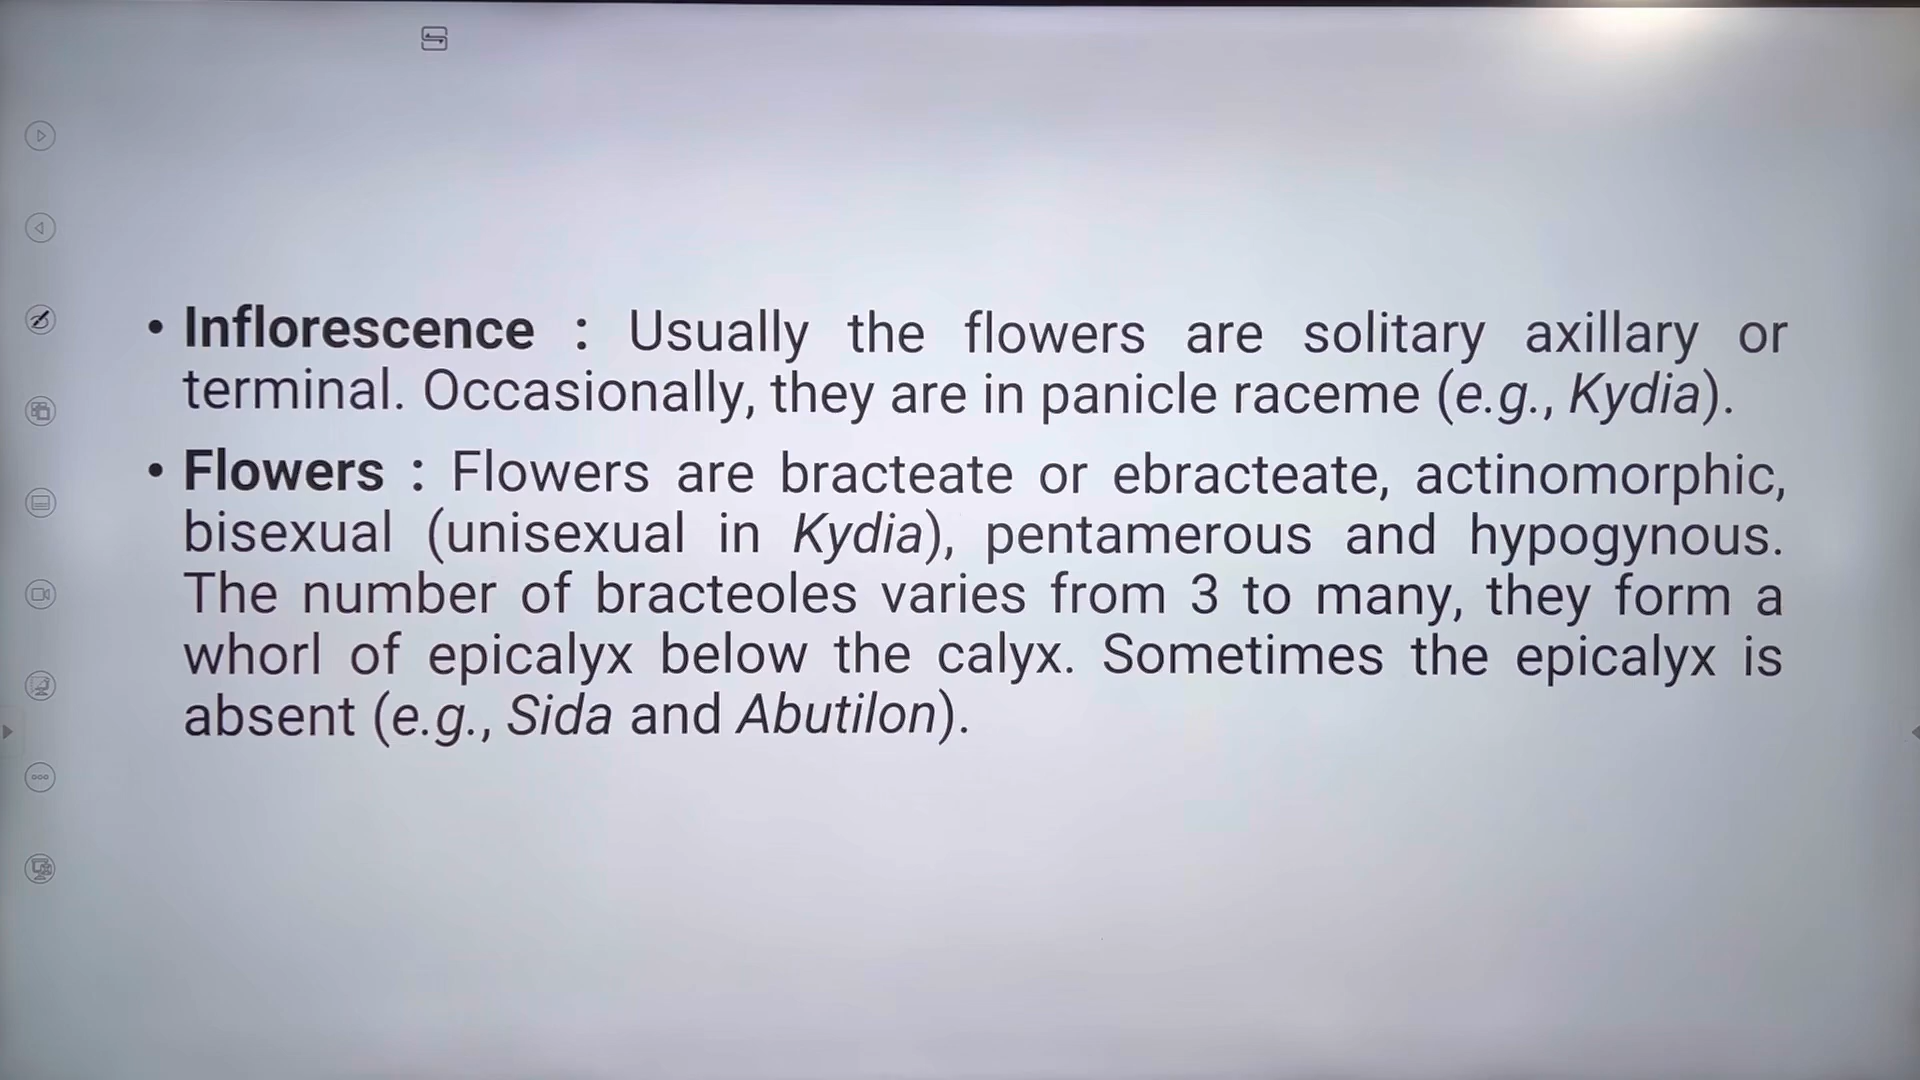 • Inflorescence : Usually the flowers are solitary axillary or
terminal. Occasionally, they are in panicle raceme (e.g., Kydia).
• Flowers : Flowers are bracteate or ebracteate, actinomorphic,
bisexual (unisexual in Kydia), pentamerous and hypogynous.
The number of bracteoles varies from 3 to many, they form a
whorl of epicalyx below the calyx. Sometimes the epicalyx is
absent (e.g., Sida and Abutilon).